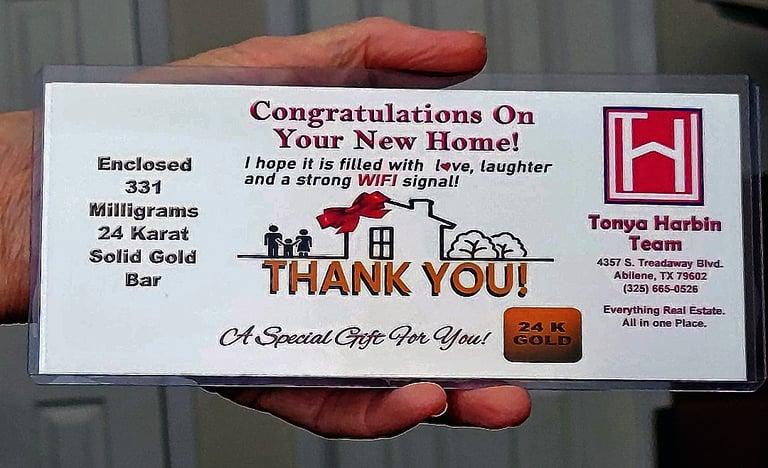 Congratulations On
Your New Home!
I hope it is filled with love, laughter
and a strong WIFI signal!
Enclosed
331
Milligrams
24 Karat
Solid Gold
Bar
THANK YOU!
A Special Gift For You!
24 K
GOLD
TH
Tonya Harbin
Team
4357 S. Treadaway Blvd.
Abilene, TX 79602
(325) 665-0526
Everything Real Estate.
All in one Place.